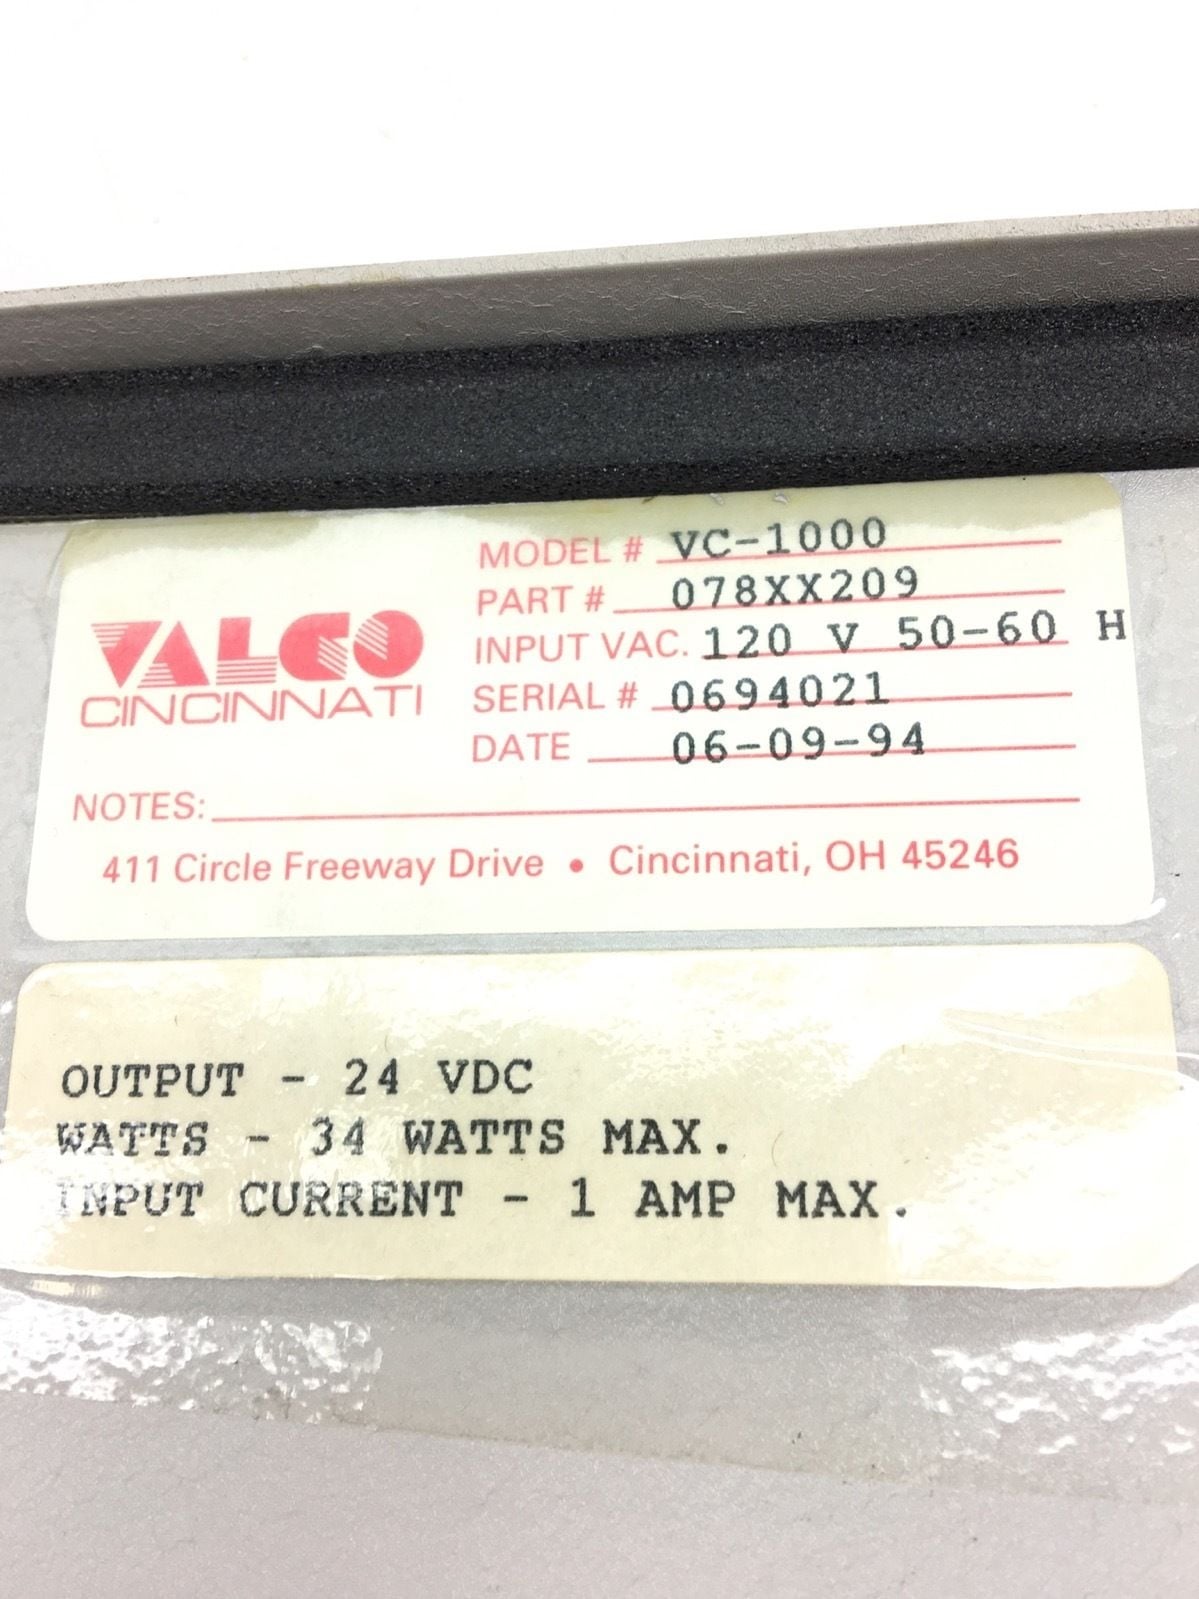 VALCO
CINCINNATI
MODEL # VC-1000
PART # 078XX209
INPUT VAC. 120 V 50-60 H
SERIAL # 0694021
DATE 06-09-94
NOTES:
411 Circle Freeway Drive • Cincinnati, OH 45246
OUTPUT - 24 VDC
WATTS - 34 WATTS MAX.
INPUT CURRENT - 1 AMP MAX.